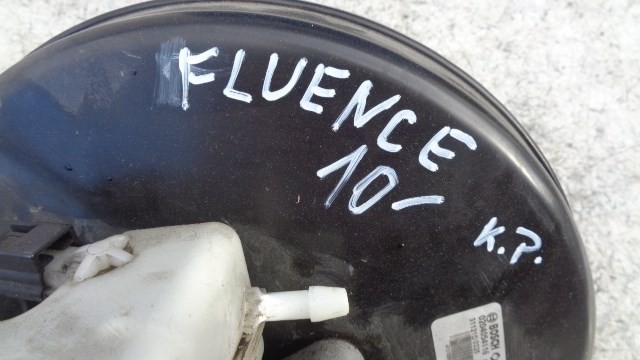 FLUENCE
10-
K.P.
BOSCH